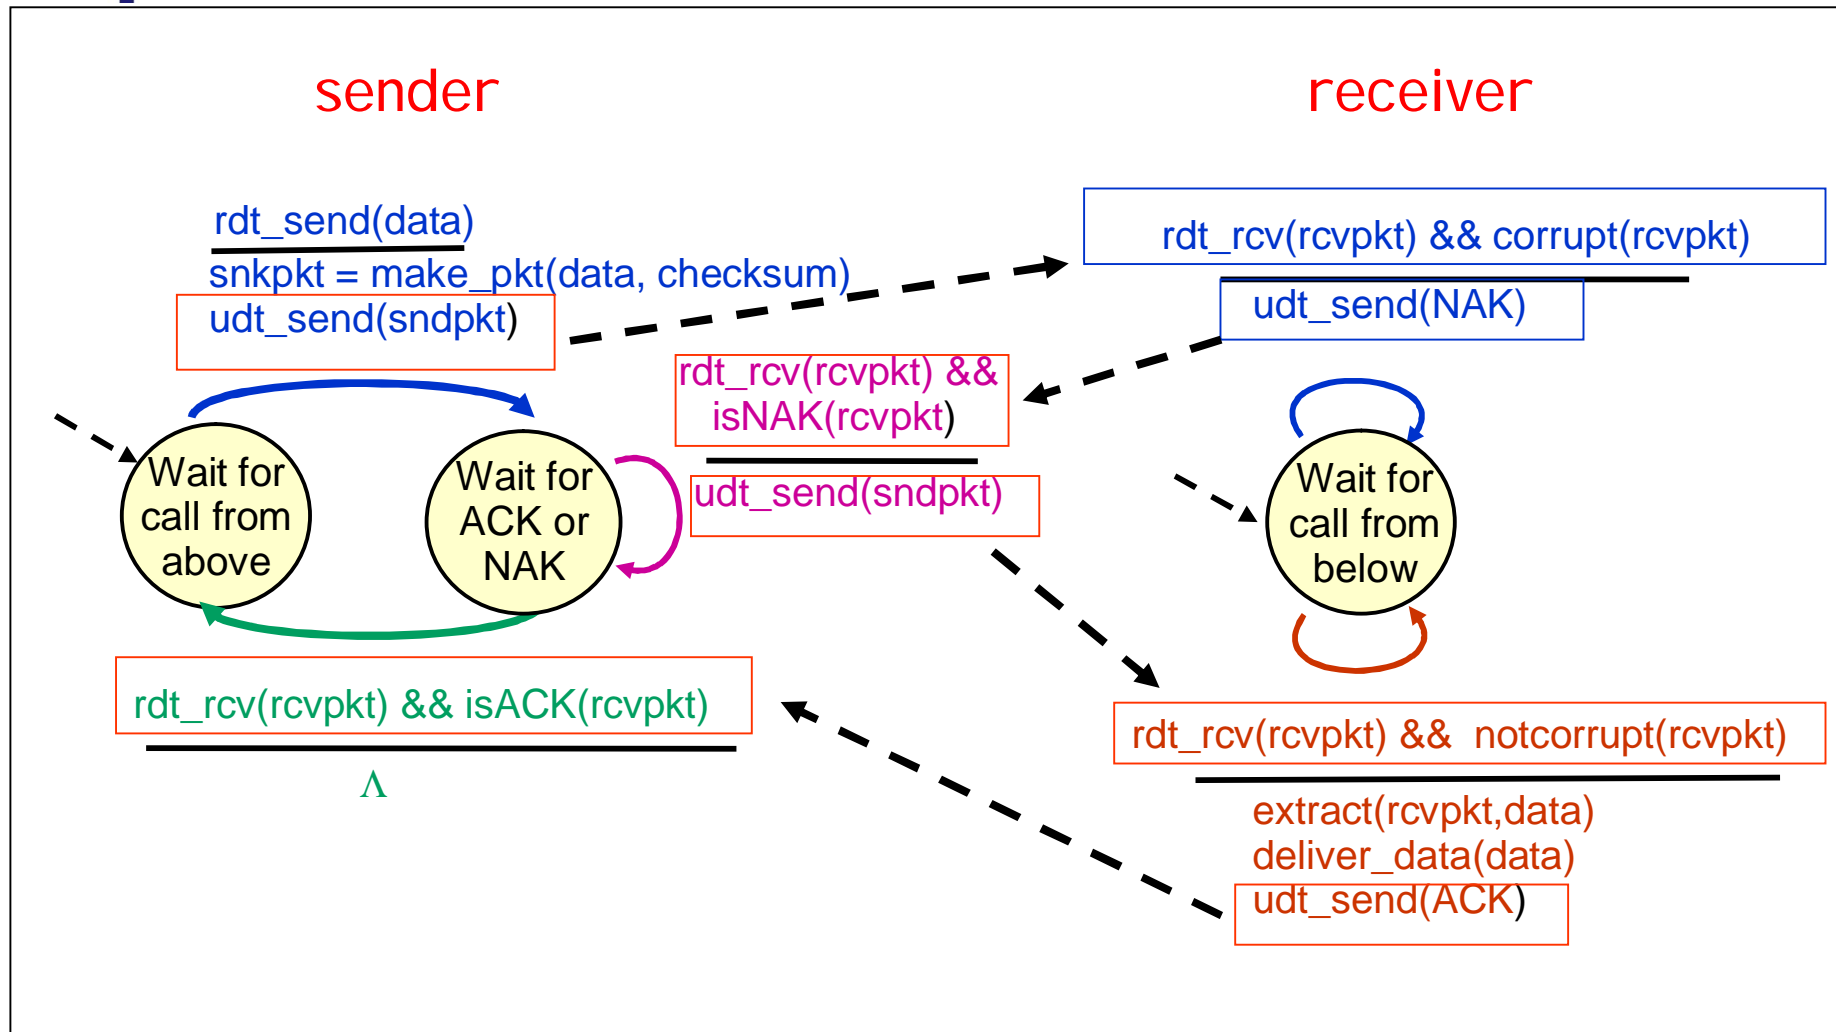 sender
receiver
rdt_send(data)
snkpkt = make_pkt(data, checksum)
udt_send(sndpkt)
rdt_rcv(rcvpkt) && corrupt(rcvpkt)
udt_send(NAK)
rdt_rcv(rcvpkt) &&
isNAK(rcvpkt)
udt_send(sndpkt)
Wait for
call from
above
Wait for
ACK or
NAK
Wait for
call from
below
rdt_rcv(rcvpkt) && isACK(rcvpkt)
Λ
rdt_rcv(rcvpkt) && notcorrupt(rcvpkt)
extract(rcvpkt,data)
deliver_data(data)
udt_send(ACK)